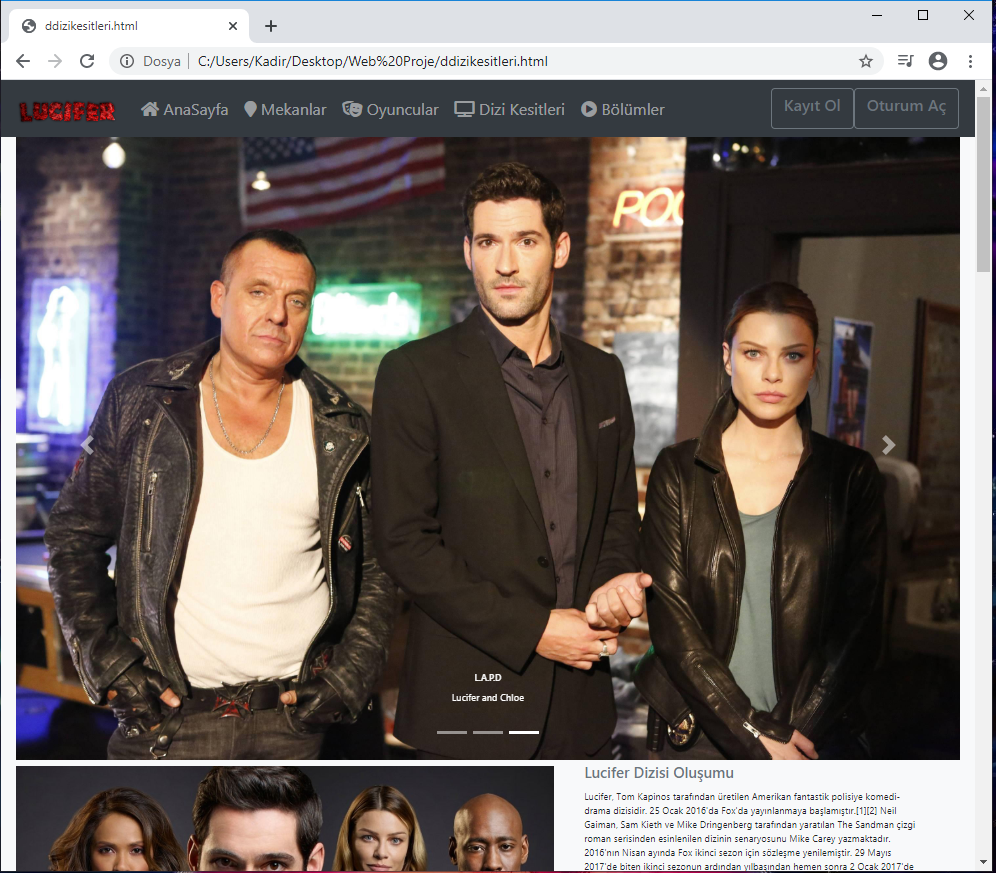 ddizikesitleri.html
Dosya
C:/Users/Kadir/Desktop/Web%20Proje/ddizikesitleri.html
LUCIFER
AnaSayfa
Mekanlar
Oyuncular
Dizi Kesitleri
Bölümler
Kayıt Ol
Oturum Aç
POO
L.A.P.D
Lucifer and Chloe
Lucifer Dizisi Oluşumu
Lucifer, Tom Kapinos tarafından üretilen Amerikan fantastik polisiye komedi-
drama dizisidir. 25 Ocak 2016'da Fox'da yayınlanmaya başlamıştır.[1][2] Neil
Gaiman, Sam Kieth ve Mike Dringenberg tarafından yaratılan The Sandman çizgi
roman serisinden esinlenilen dizinin senaryosunu Mike Carey yazmaktadır.
2016'nın Nisan ayında Fox ikinci sezon için sözleşme yenilemiştir. 29 Mayıs
2017'de biten ikinci sezonun ardından yılbaşından hemen sonra 2 Ocak 2017'de